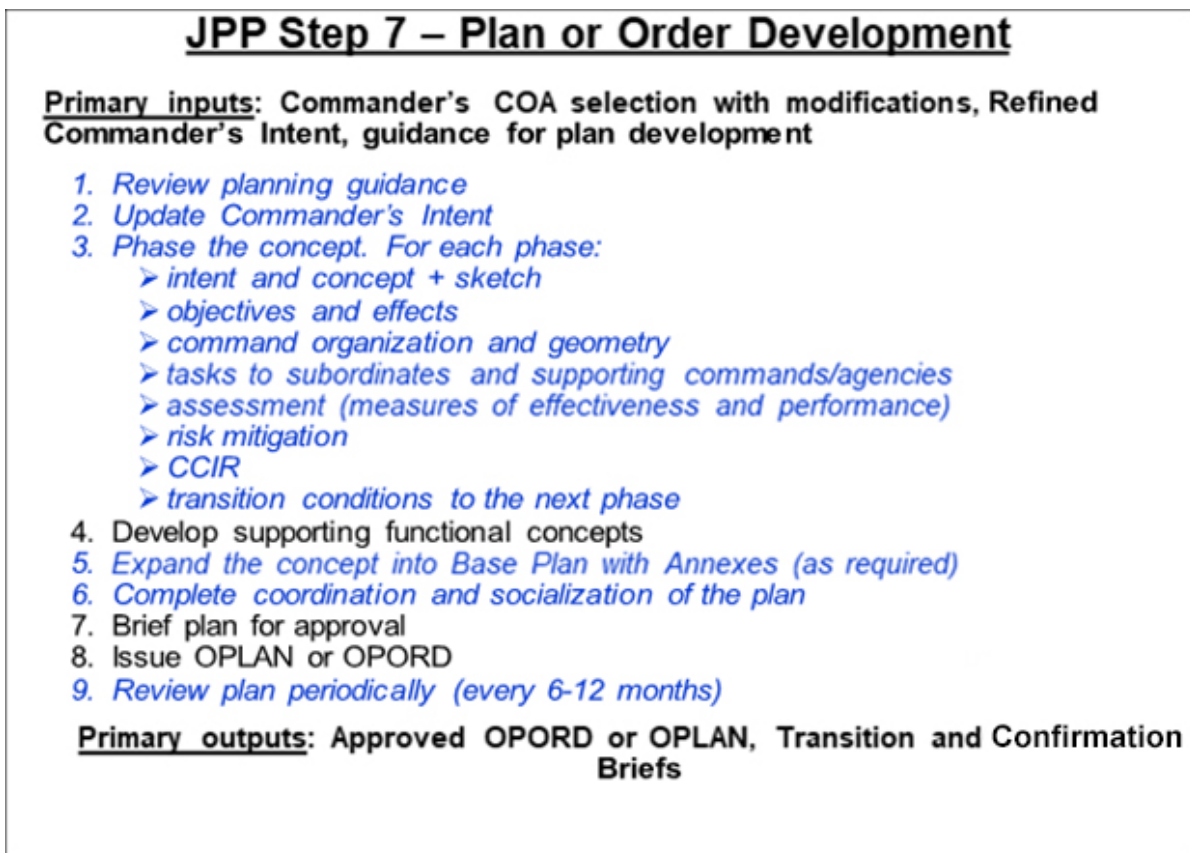 JPP Step 7 – Plan or Order Development
Primary inputs: Commander's COA selection with modifications, Refined
Commander's Intent, guidance for plan development
1. Review planning guidance
2. Update Commander's Intent
3. Phase the concept. For each phase:
➢ intent and concept + sketch
➢ objectives and effects
➢ command organization and geometry
➢ tasks to subordinates and supporting commands/agencies
➢ assessment (measures of effectiveness and performance)
➢ risk mitigation
➢ CCIR
➢ transition conditions to the next phase
4. Develop supporting functional concepts
5. Expand the concept into Base Plan with Annexes (as required)
6. Complete coordination and socialization of the plan
7. Brief plan for approval
8. Issue OPLAN or OPORD
9. Review plan periodically (every 6-12 months)
Primary outputs: Approved OPORD or OPLAN, Transition and Confirmation
Briefs